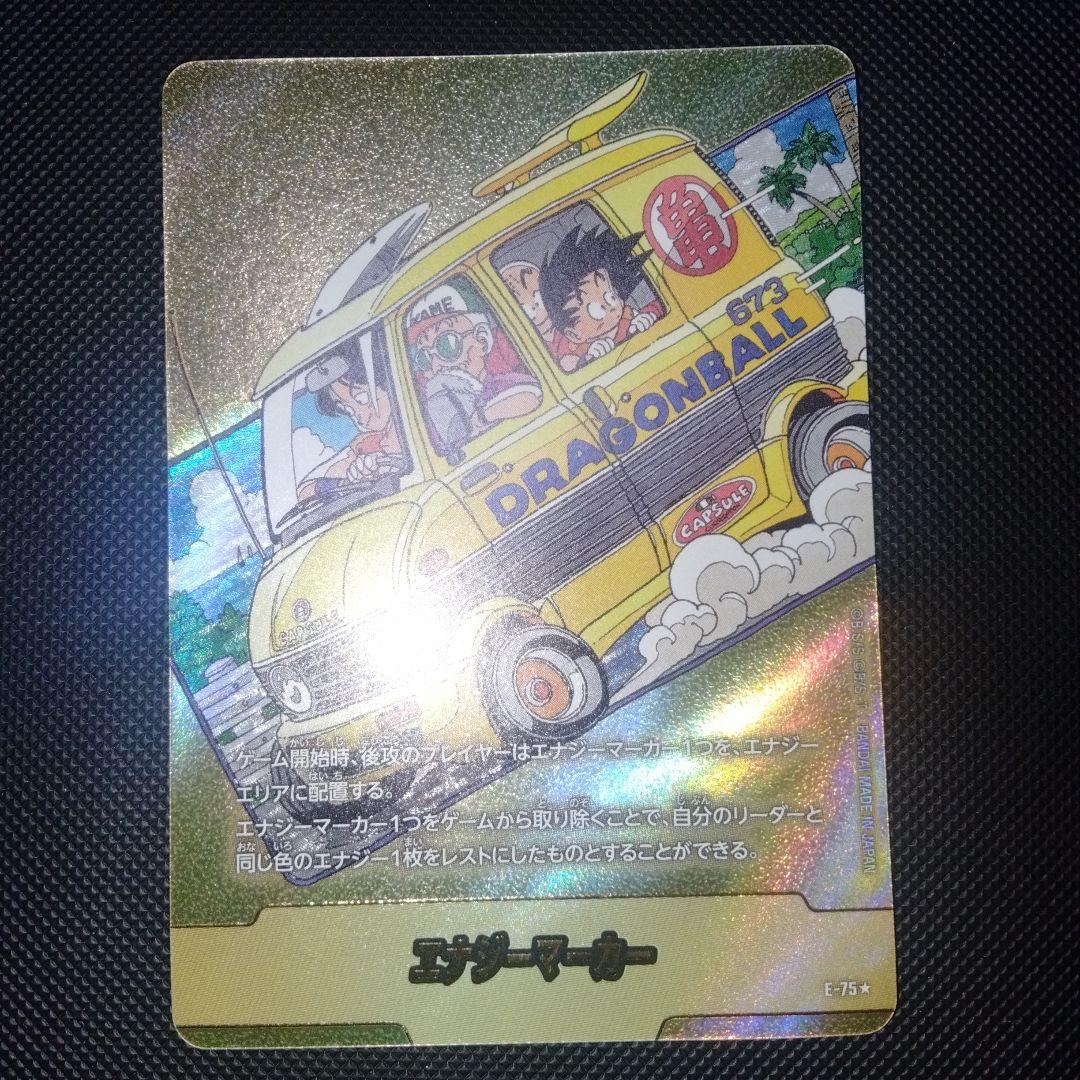 亀
KAME
673
DRAGONBALL
CAPSULE
CAPSULE
ゲーム開始時、後攻のプレイヤーはエナジーマーカー1つを、エナジー
エリアに配置する。
エナジーマーカー1つをゲームから取り除くことで、自分のリーダーと
同じ色のエナジー1枚をレストにしたものとすることができる。
BANDAI MADE IN JAPAN
エナジーマーカー
E-75★